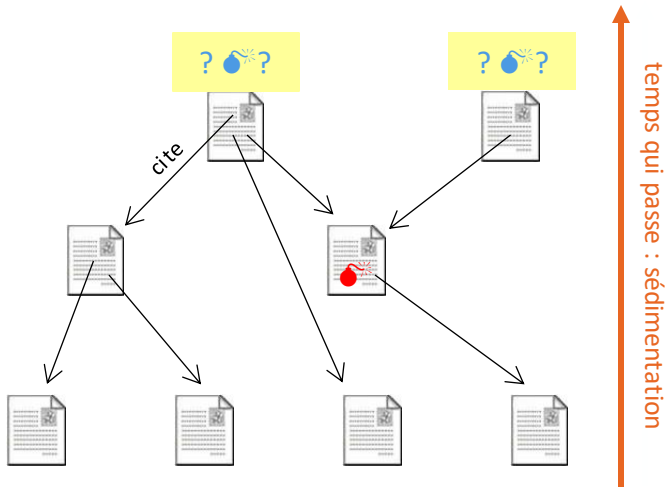 ? 💣 ?
? 💣 ?
cite
temps qui passe : sédimentation